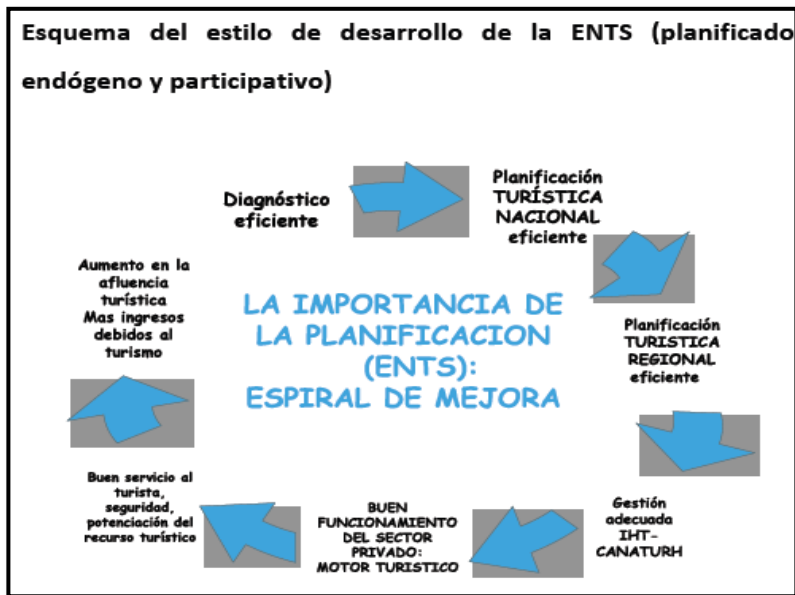 Esquema del estilo de desarrollo de la ENTS (planificado
endógeno y participativo)
Diagnóstico
eficiente
Planificación
TURÍSTICA
NACIONAL
eficiente
Planificación
TURISTICA
REGIONAL
eficiente
Gestión
adecuada
IHT-
CANATURH
BUEN
FUNCIONAMIENTO
DEL SECTOR
PRIVADO:
MOTOR TURISTICO
Buen servicio al
turista,
seguridad,
potenciación del
recurso turístico
Aumento en la
afluencia
turística
Mas ingresos
debidos al
turismo
LA IMPORTANCIA DE
LA PLANIFICACION
(ENTS):
ESPIRAL DE MEJORA